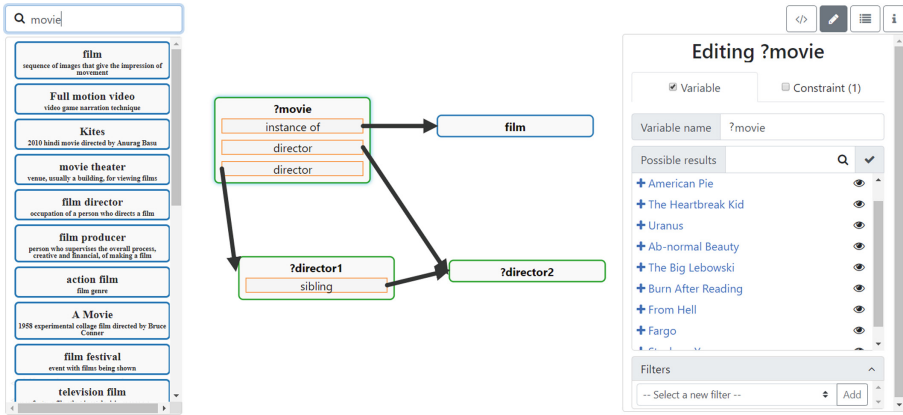 movie
film
sequence of images that give the impression of
movement
Full motion video
video game narration technique
Kites
2010 hindi movie directed by Anurag Basu
movie theater
venue, usually a building, for viewing films
film director
occupation of a person who directs a film
film producer
person who supervises the overall process,
creative and financial, of making a film
action film
film genre
A Movie
1958 experimental collage film directed by Bruce
Conner
film festival
event with films being shown
television film
?movie
instance of
director
director
film
?director1
sibling
?director2
</>
i
Editing ?movie
Variable
Constraint (1)
Variable name
?movie
Possible results
American Pie
The Heartbreak Kid
Uranus
Ab-normal Beauty
The Big Lebowski
Burn After Reading
From Hell
Fargo
Filters
-- Select a new filter --
Add